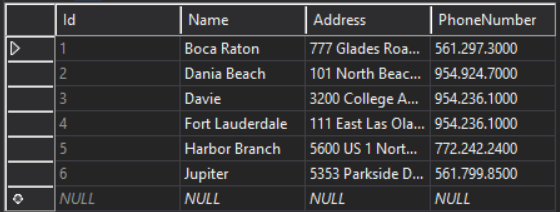 Id Name Address PhoneNumber
1 Boca Raton 777 Glades Roa... 561.297.3000
2 Dania Beach 101 North Beac... 954.924.7000
3 Davie 3200 College A... 954.236.1000
4 Fort Lauderdale 111 East Las Ola... 954.236.1000
5 Harbor Branch 5600 US 1 Nort... 772.242.2400
6 Jupiter 5353 Parkside D... 561.799.8500
NULL NULL NULL NULL